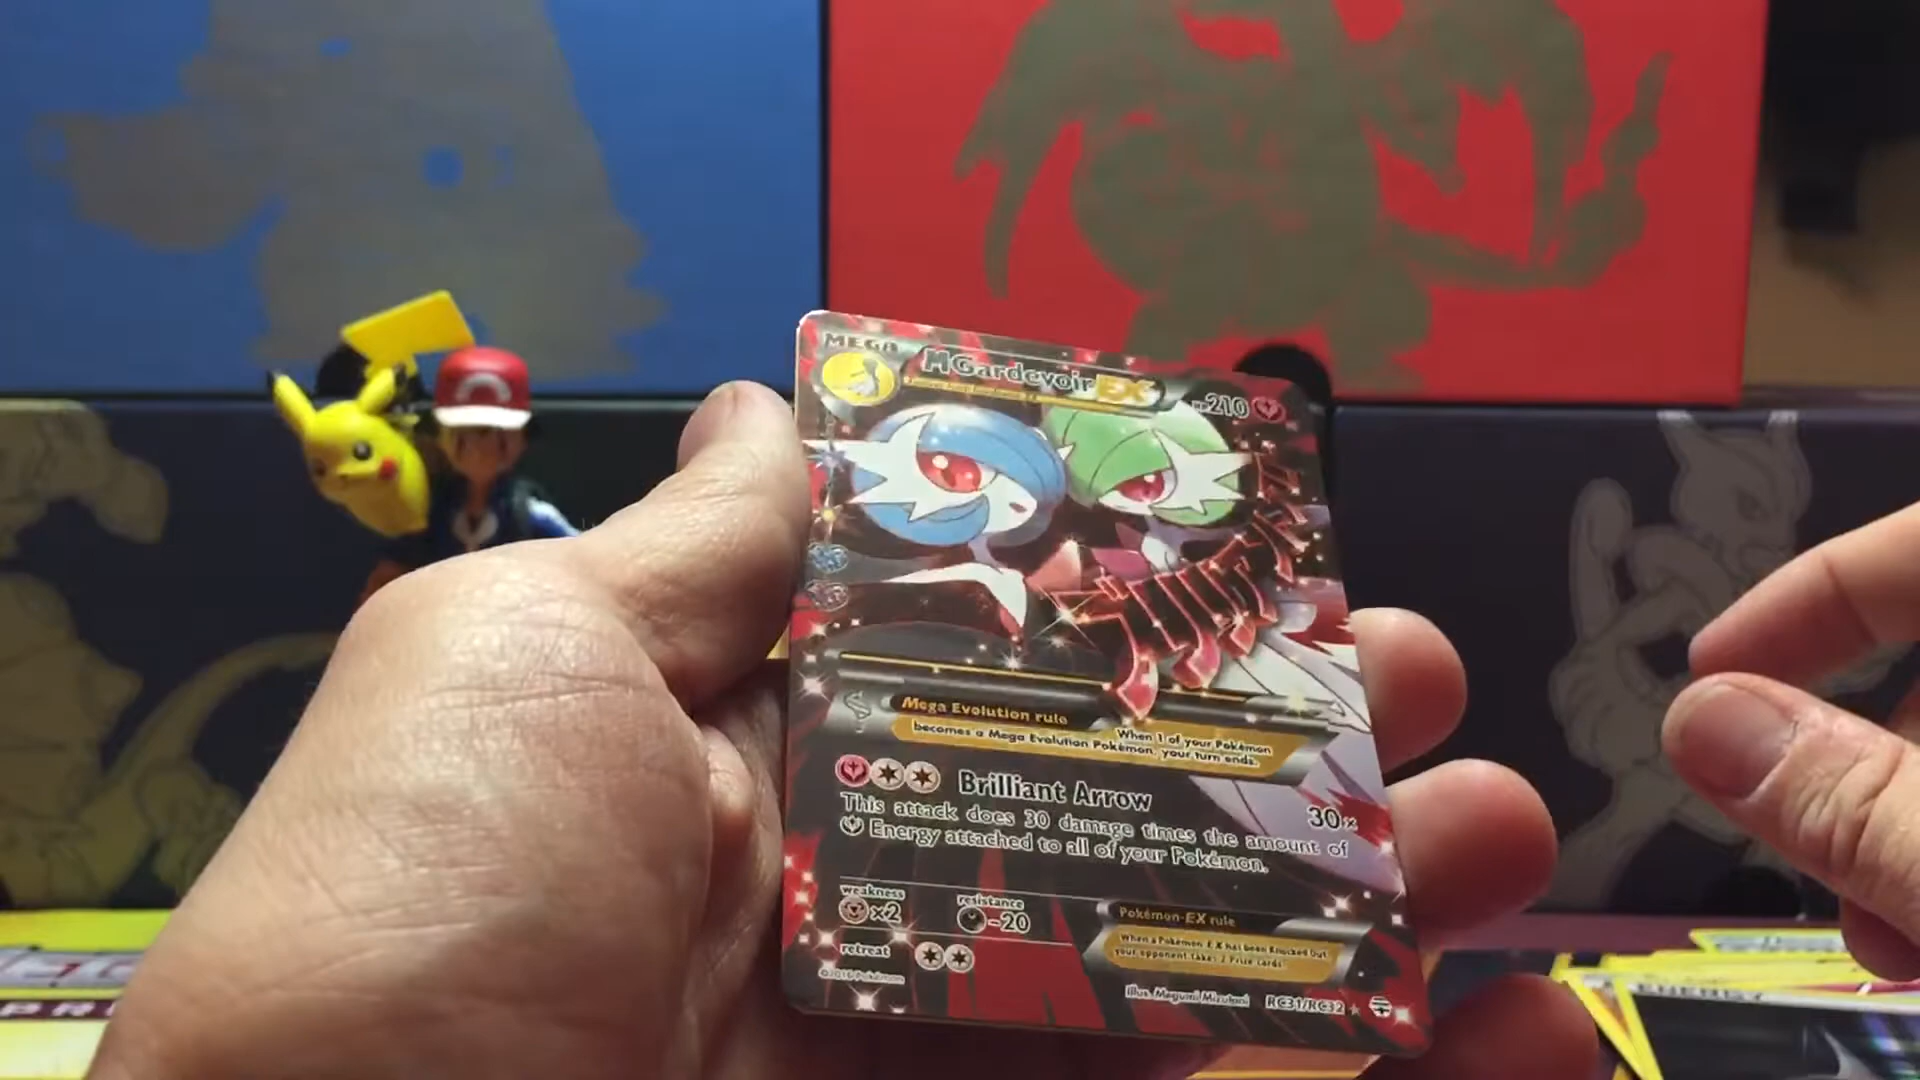 MEGA
M Gardevoir EX
HP210
Mega Evolution rule
When 1 of your Pokémon
becomes a Mega Evolution Pokémon, your turn ends.
Brilliant Arrow
30×
This attack does 30 damage times the amount of
Energy attached to all of your Pokémon.
weakness
×2
resistance
-20
retreat
Pokémon-EX rule
When a Pokémon-EX has been Knocked Out,
your opponent takes 2 Prize cards.
©2016 Pokémon
Illus. Megumi Mizutani
RC31/RC32
ENERGY